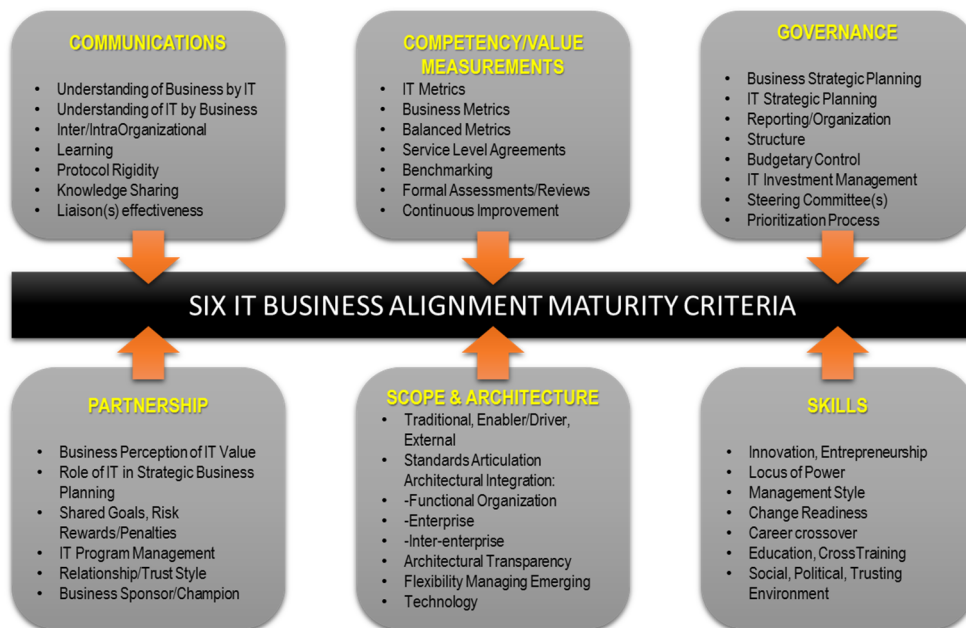 COMMUNICATIONS
• Understanding of Business by IT
• Understanding of IT by Business
• Inter/IntraOrganizational
• Learning
• Protocol Rigidity
• Knowledge Sharing
• Liaison(s) effectiveness
COMPETENCY/VALUE
MEASUREMENTS
• IT Metrics
• Business Metrics
• Balanced Metrics
• Service Level Agreements
• Benchmarking
• Formal Assessments/Reviews
• Continuous Improvement
GOVERNANCE
• Business Strategic Planning
• IT Strategic Planning
• Reporting/Organization
• Structure
• Budgetary Control
• IT Investment Management
• Steering Committee(s)
• Prioritization Process
SIX IT BUSINESS ALIGNMENT MATURITY CRITERIA
PARTNERSHIP
• Business Perception of IT Value
• Role of IT in Strategic Business
Planning
• Shared Goals, Risk
Rewards/Penalties
• IT Program Management
• Relationship/Trust Style
• Business Sponsor/Champion
SCOPE & ARCHITECTURE
• Traditional, Enabler/Driver,
External
• Standards Articulation
Architectural Integration:
• -Functional Organization
• -Enterprise
• -Inter-enterprise
• Architectural Transparency
• Flexibility Managing Emerging
• Technology
SKILLS
• Innovation, Entrepreneurship
• Locus of Power
• Management Style
• Change Readiness
• Career crossover
• Education, CrossTraining
• Social, Political, Trusting
Environment